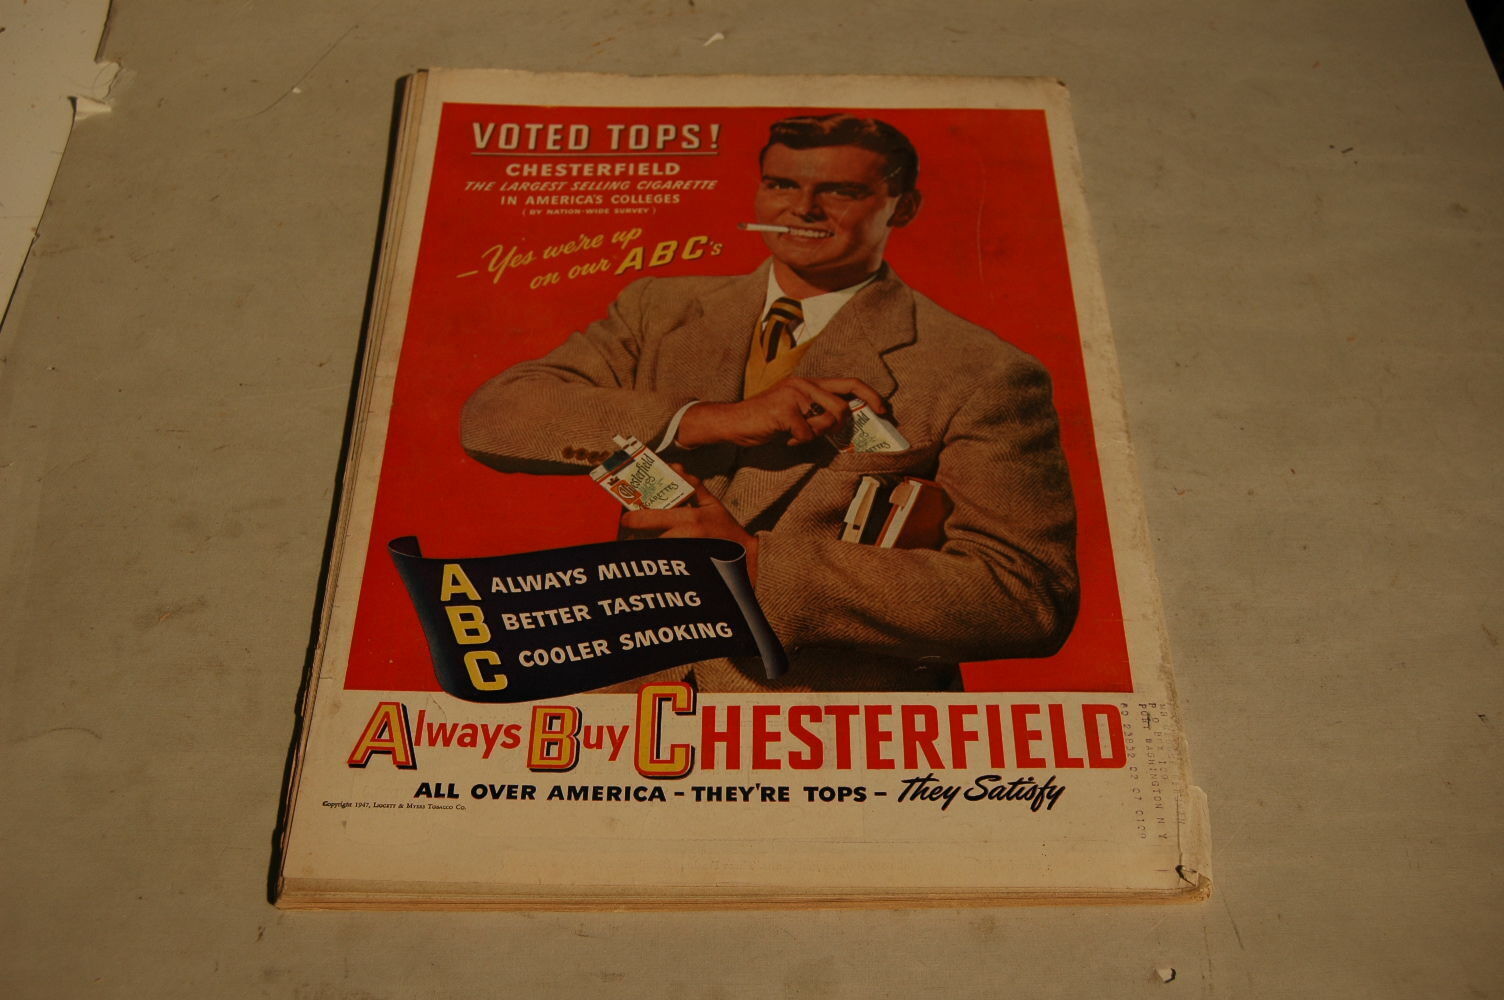 VOTED TOPS!
CHESTERFIELD
THE LARGEST SELLING CIGARETTE
IN AMERICA'S COLLEGES
(BY NATION-WIDE SURVEY)
—Yes we're up
on our ABC's
Chesterfield
CIGARETTES
A ALWAYS MILDER
B BETTER TASTING
C COOLER SMOKING
Always Buy CHESTERFIELD
ALL OVER AMERICA – THEY'RE TOPS – They Satisfy
Copyright 1947, LIGGETT & MYERS TOBACCO CO.